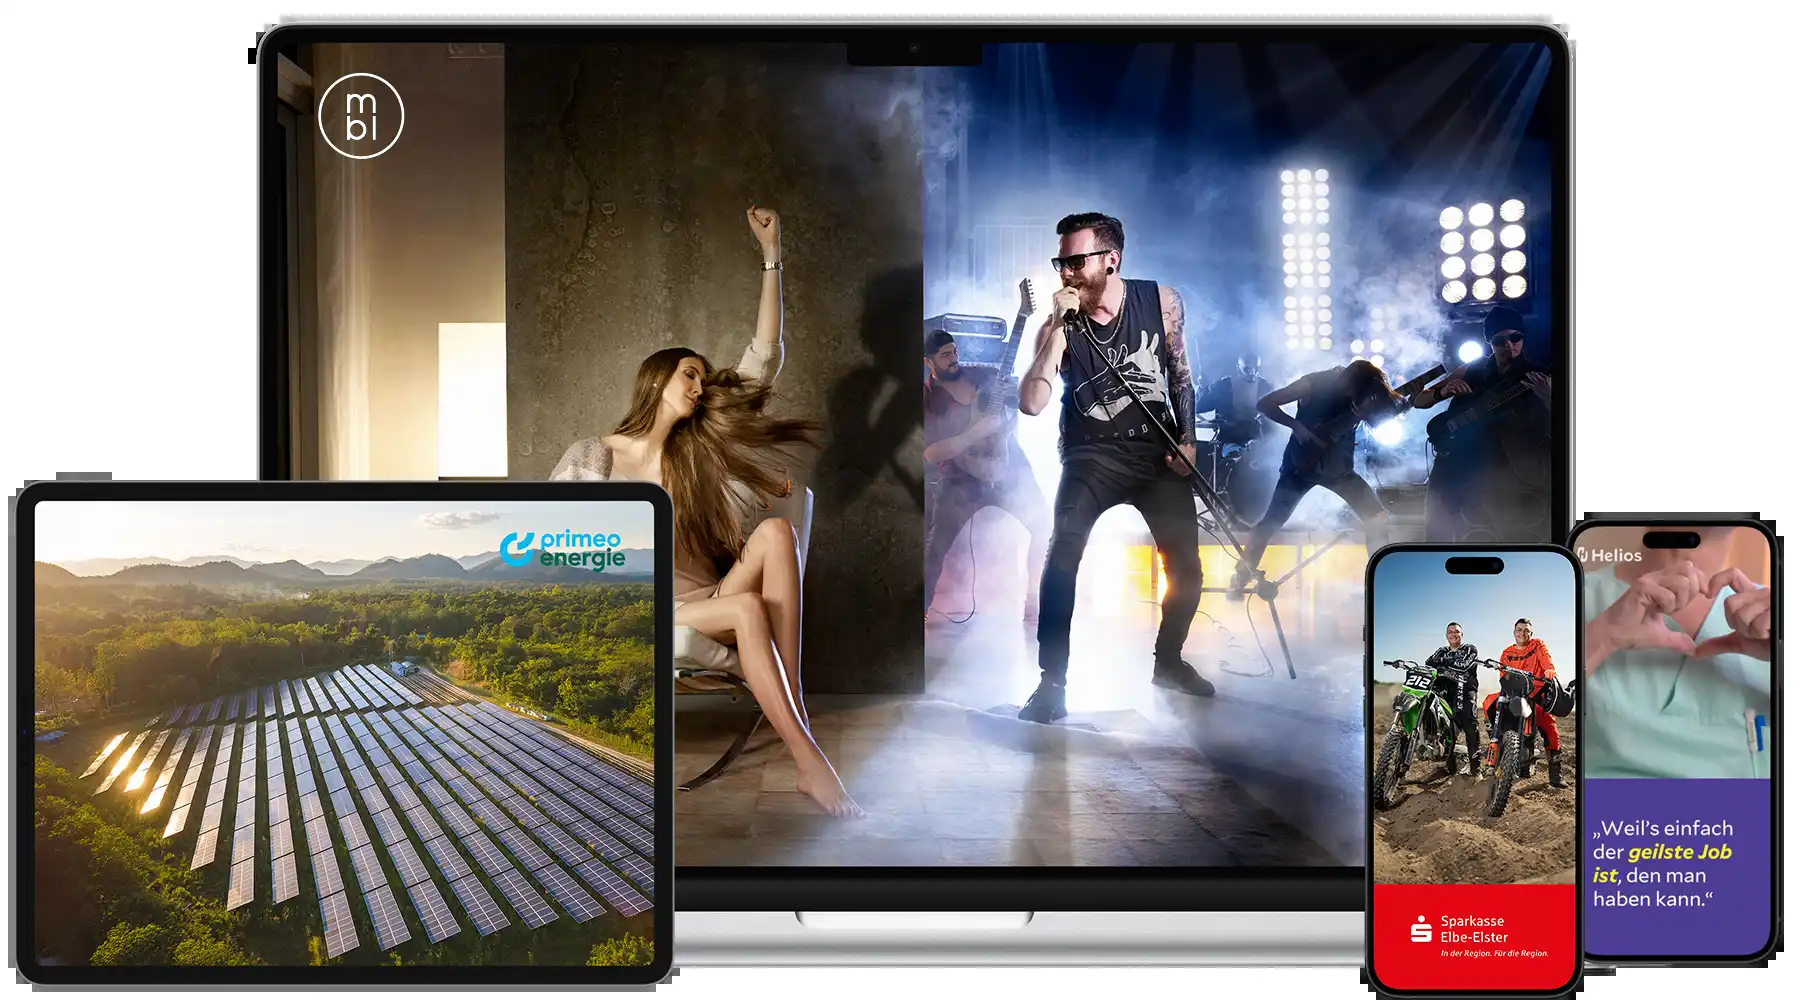 m
bl
primeo
energie
212
Helios
„Weil's einfach
der geilste Job
ist, den man
haben kann.“
Sparkasse
Elbe-Elster
In der Region. Für die Region.